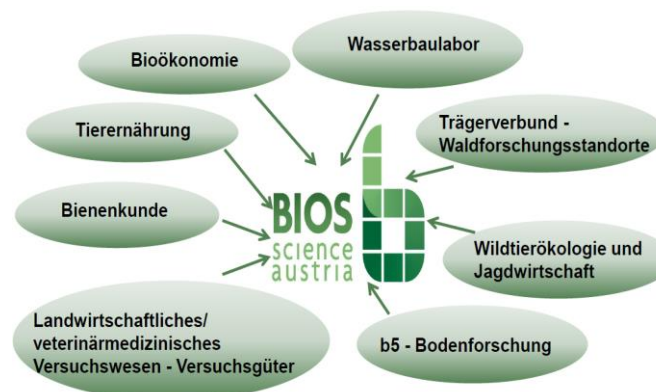 Wasserbaulabor
Bioökonomie
Trägerverbund -
Waldforschungsstandorte
Tierernährung
BIOS
science
austria
Bienenkunde
Wildtierökologie und
Jagdwirtschaft
Landwirtschaftliches/
veterinärmedizinisches
Versuchswesen - Versuchsgüter
b5 - Bodenforschung